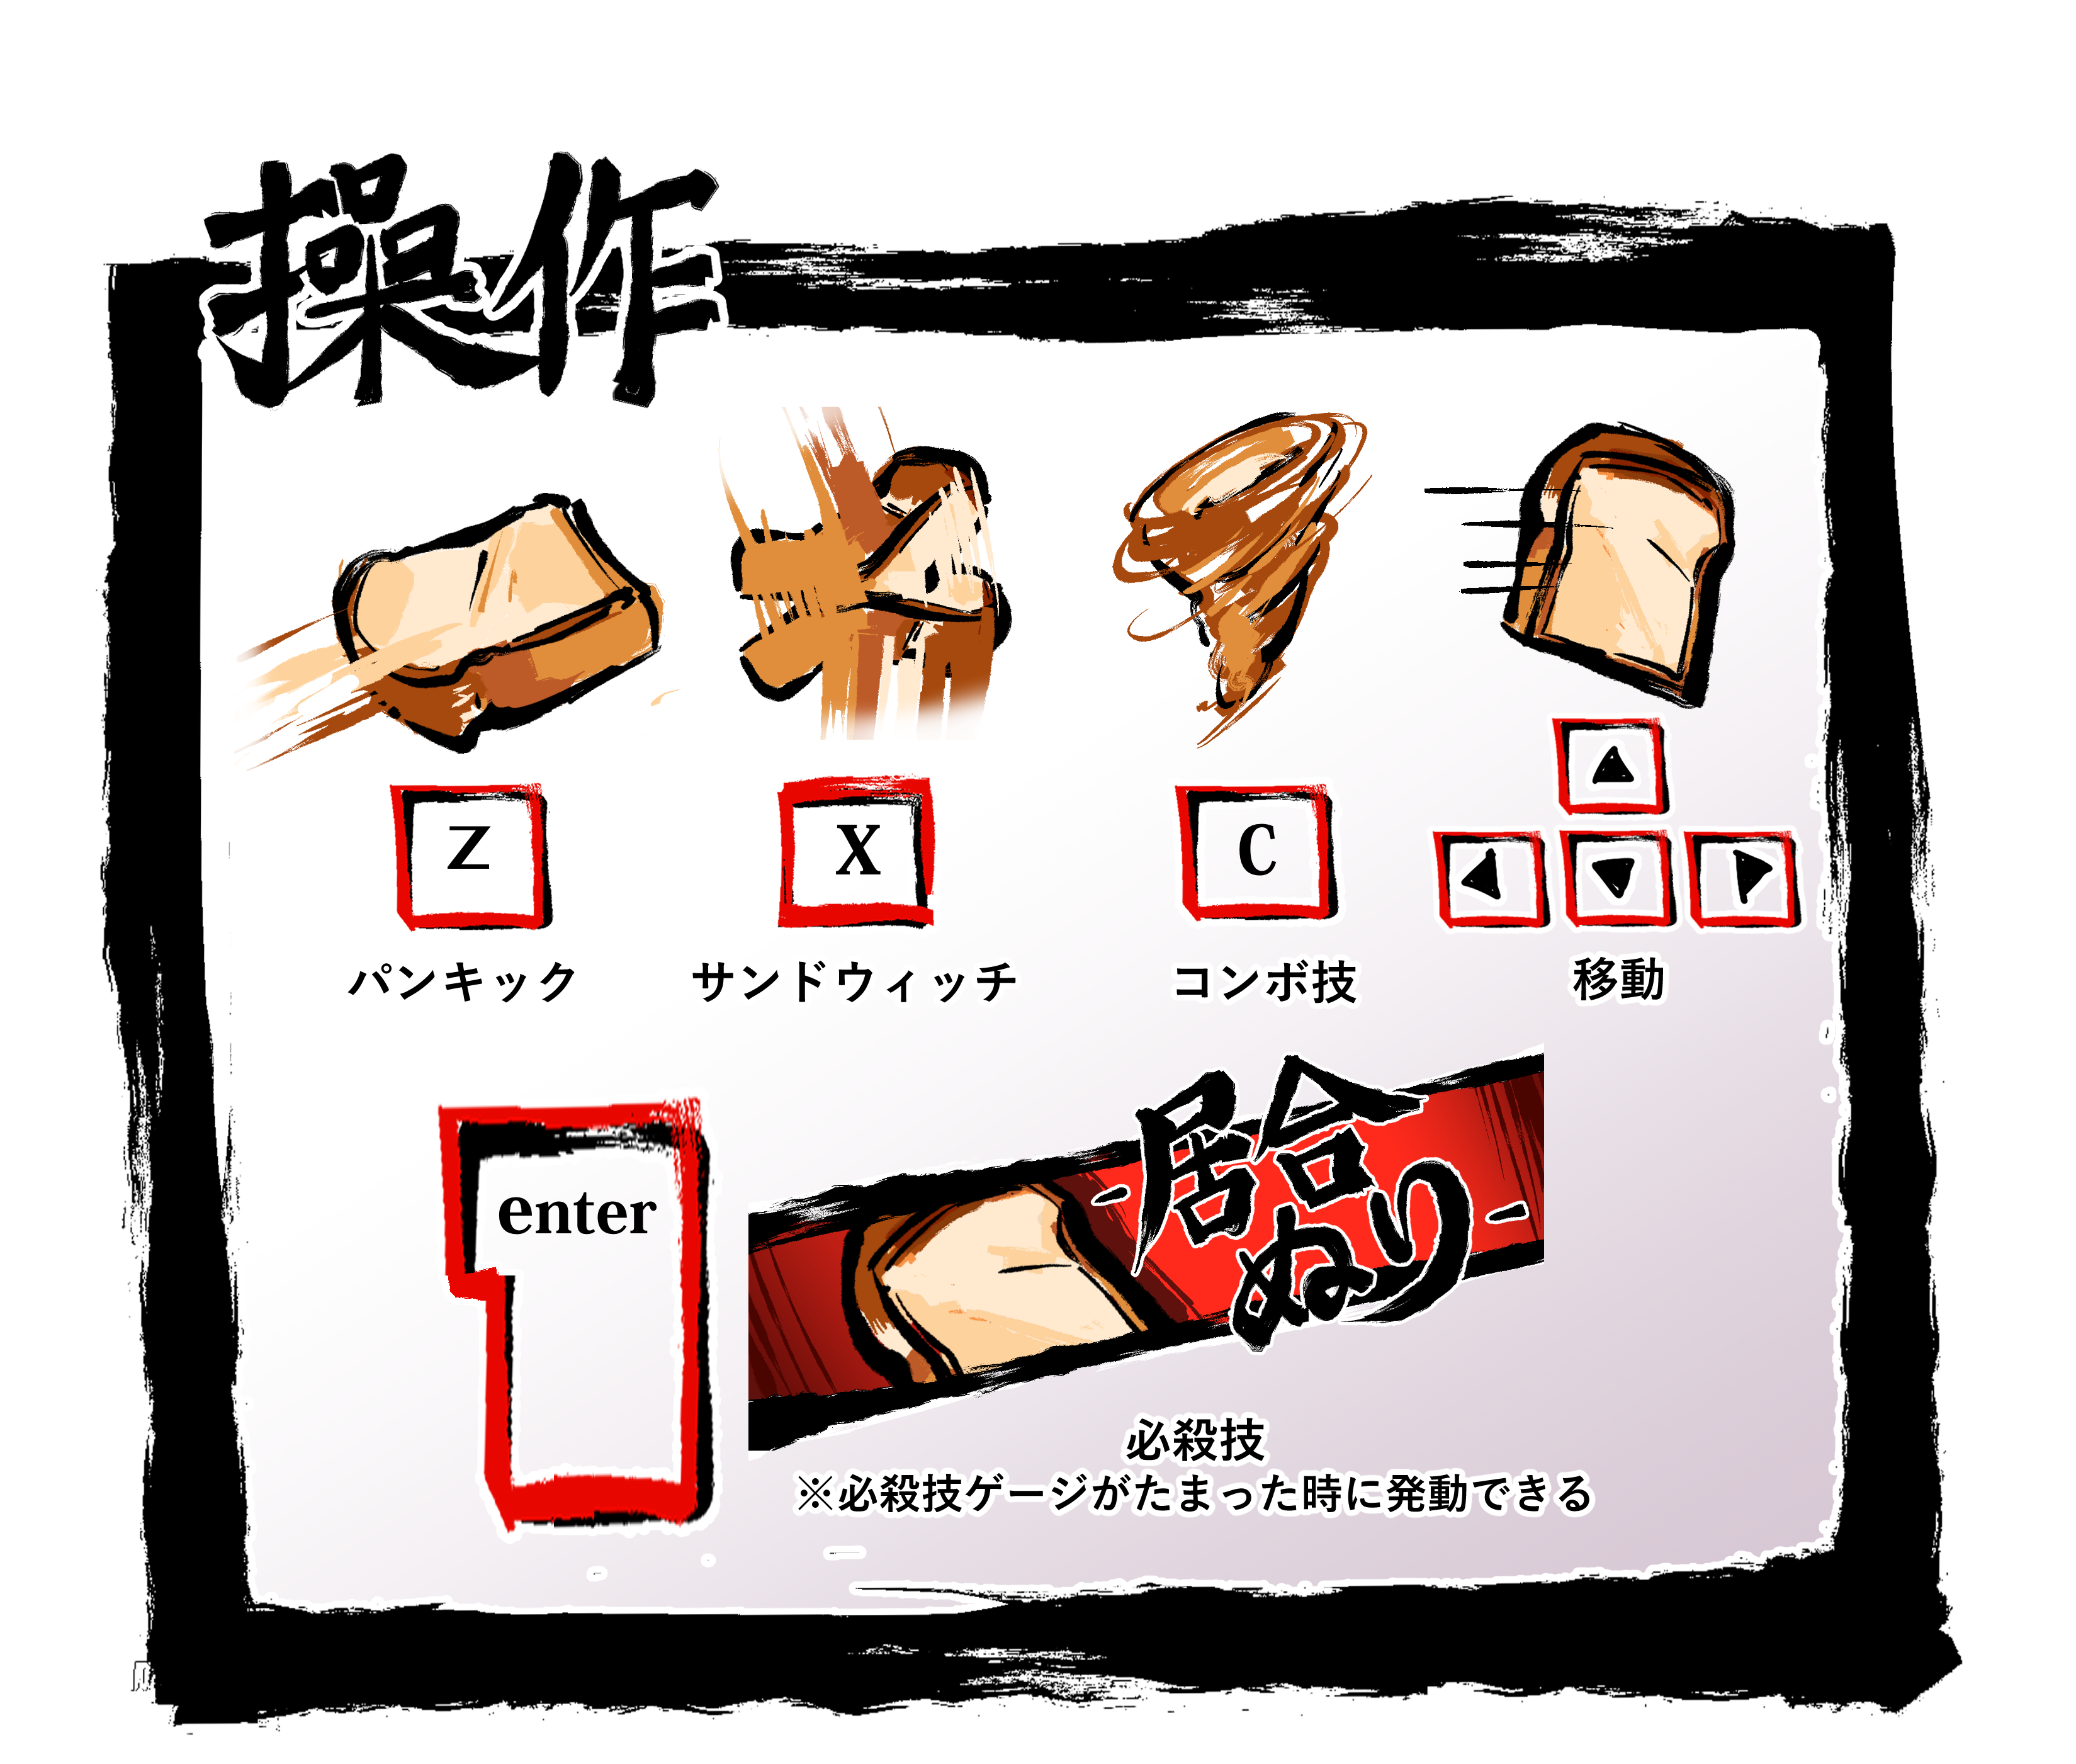 操作
Z
X
C
▲
◀ ▼ ▶
パンキック
サンドウィッチ
コンボ技
移動
enter
-居合
ぬり-
必殺技
※必殺技ゲージがたまった時に発動できる